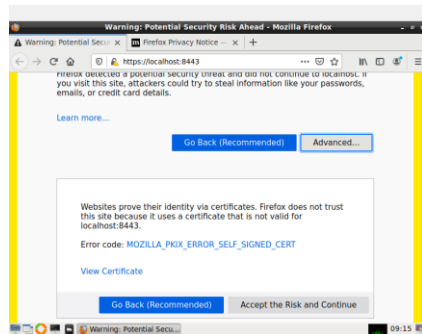 Warning: Potential Security Risk Ahead - Mozilla Firefox
Warning: Potential Secu
Firefox Privacy Notice —
https://localhost:8443
Firefox detected a potential security threat and did not continue to localhost. If
you visit this site, attackers could try to steal information like your passwords,
emails, or credit card details.
Learn more...
Go Back (Recommended)
Advanced...
Websites prove their identity via certificates. Firefox does not trust
this site because it uses a certificate that is not valid for
localhost:8443.
Error code: MOZILLA_PKIX_ERROR_SELF_SIGNED_CERT
View Certificate
Go Back (Recommended)
Accept the Risk and Continue
Warning: Potential Secu...
09:15